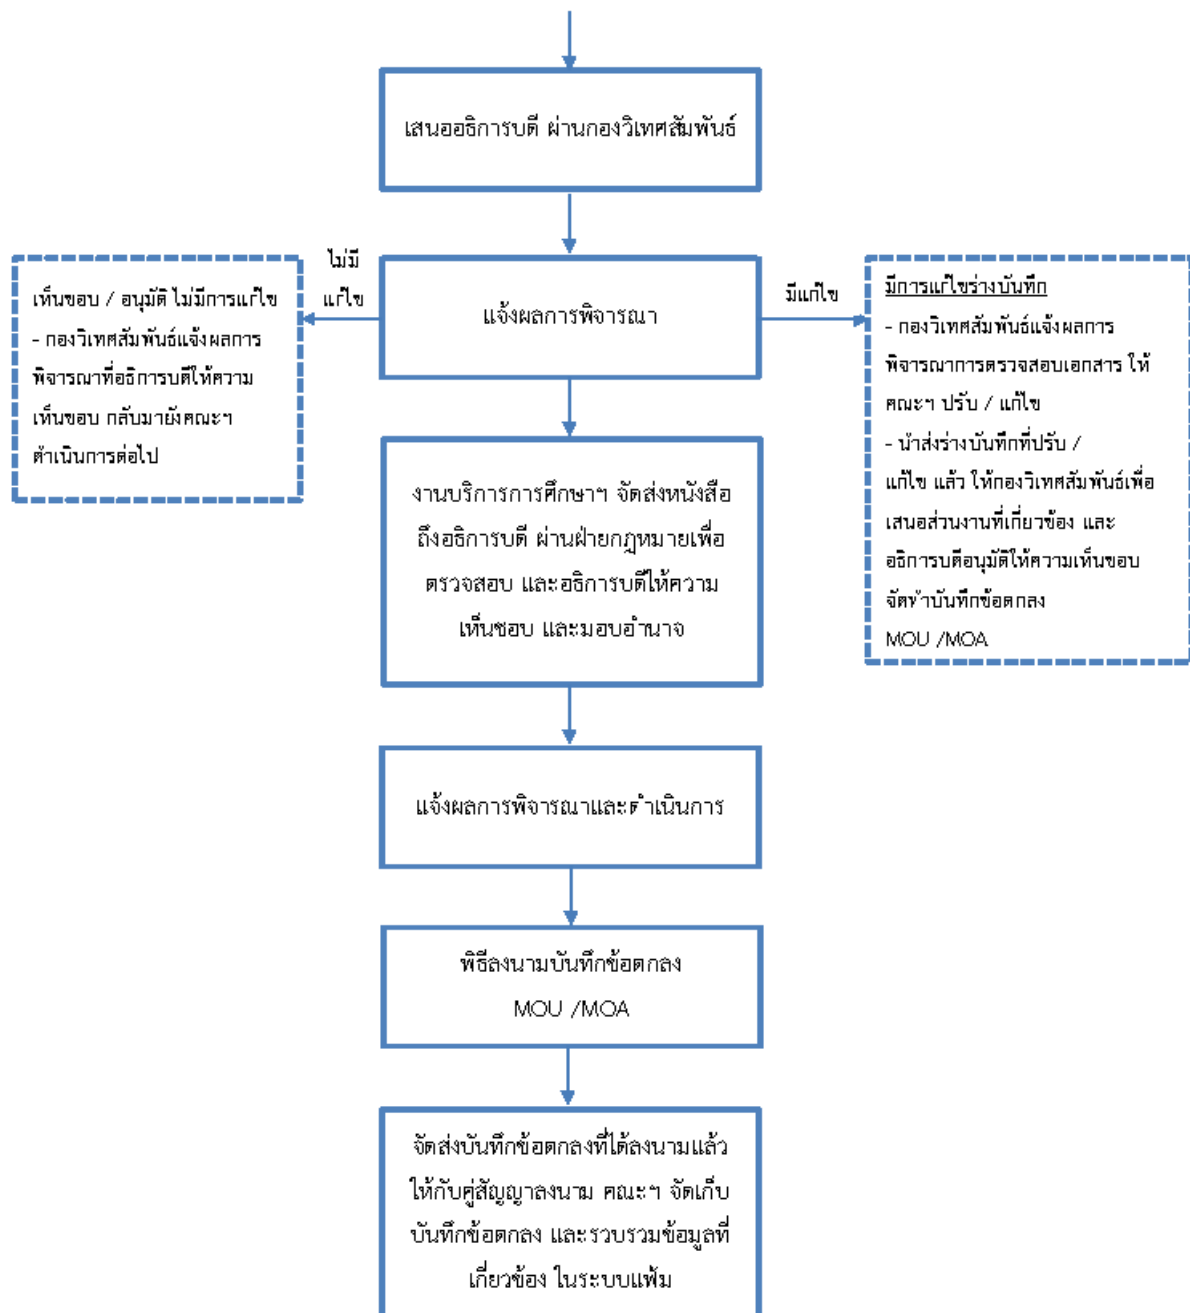 เสนออธิการบดี ผ่านกองวิเทศสัมพันธ์
ไม่มี
แก้ไข
แจ้งผลการพิจารณา
มีแก้ไข
เห็นชอบ / อนุมัติ ไม่มีการแก้ไข
- กองวิเทศสัมพันธ์แจ้งผลการ
พิจารณาที่อธิการบดีให้ความ
เห็นชอบ กลับมายังคณะฯ
ดำเนินการต่อไป
มีการแก้ไขร่างบันทึก
- กองวิเทศสัมพันธ์แจ้งผลการ
พิจารณาการตรวจสอบเอกสาร ให้
คณะฯ ปรับ / แก้ไข
- นำส่งร่างบันทึกที่ปรับ /
แก้ไข แล้ว ให้กองวิเทศสัมพันธ์เพื่อ
เสนอส่วนงานที่เกี่ยวข้อง และ
อธิการบดีอนุมัติให้ความเห็นชอบ
จัดทำบันทึกข้อตกลง
MOU /MOA
งานบริการการศึกษาฯ จัดส่งหนังสือ
ถึงอธิการบดี ผ่านฝ่ายกฎหมายเพื่อ
ตรวจสอบ และอธิการบดีให้ความ
เห็นชอบ และมอบอำนาจ
แจ้งผลการพิจารณาและดำเนินการ
พิธีลงนามบันทึกข้อตกลง
MOU /MOA
จัดส่งบันทึกข้อตกลงที่ได้ลงนามแล้ว
ให้กับคู่สัญญาลงนาม คณะฯ จัดเก็บ
บันทึกข้อตกลง และรวบรวมข้อมูลที่
เกี่ยวข้อง ในระบบแฟ้ม